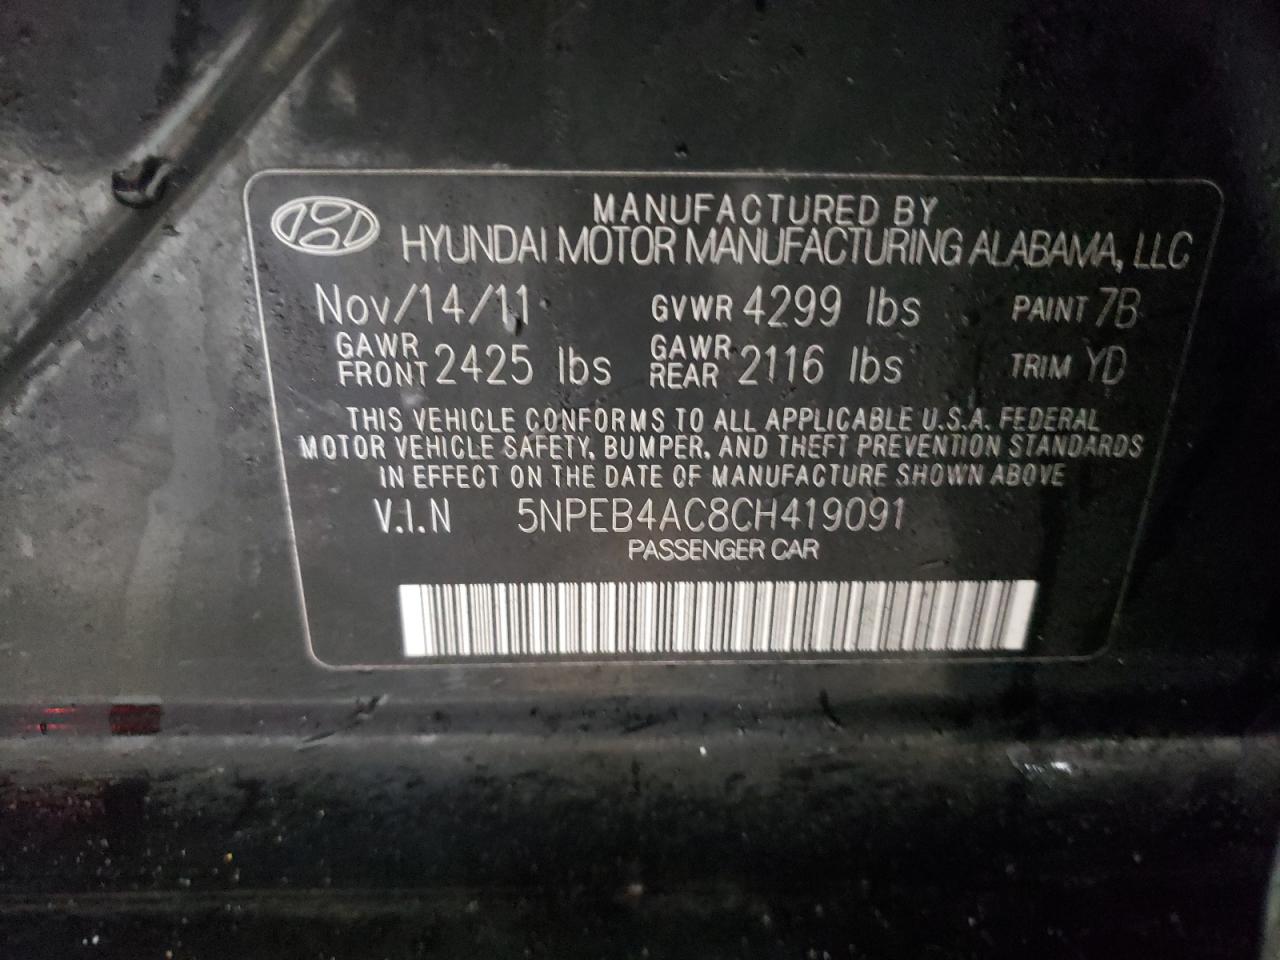 MANUFACTURED BY
HYUNDAI MOTOR MANUFACTURING ALABAMA, LLC
Nov/14/11 GVWR 4299 lbs PAINT 7B
GAWR FRONT 2425 lbs GAWR REAR 2116 lbs TRIM YD
THIS VEHICLE CONFORMS TO ALL APPLICABLE U.S.A. FEDERAL
MOTOR VEHICLE SAFETY, BUMPER, AND THEFT PREVENTION STANDARDS
IN EFFECT ON THE DATE OF MANUFACTURE SHOWN ABOVE
V.I.N 5NPEB4AC8CH419091
PASSENGER CAR